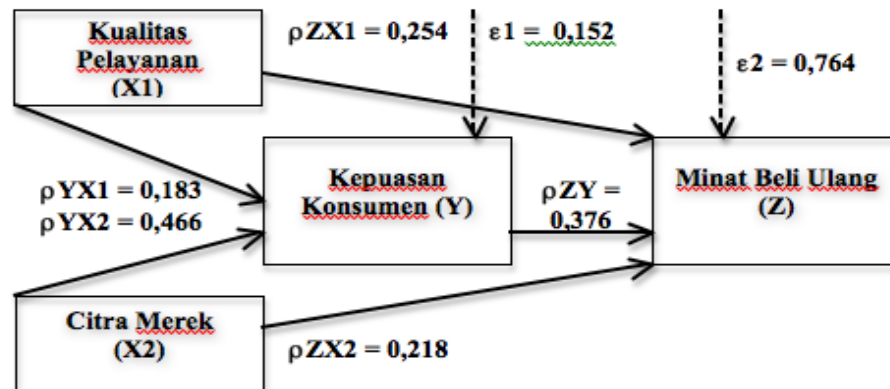 Kualitas
Pelayanan
(X1)
ρZX1 = 0,254
ε1 = 0,152
ε2 = 0,764
ρYX1 = 0,183
ρYX2 = 0,466
Kepuasan
Konsumen (Y)
ρZY =
0,376
Minat Beli Ulang
(Z)
Citra Merek
(X2)
ρZX2 = 0,218